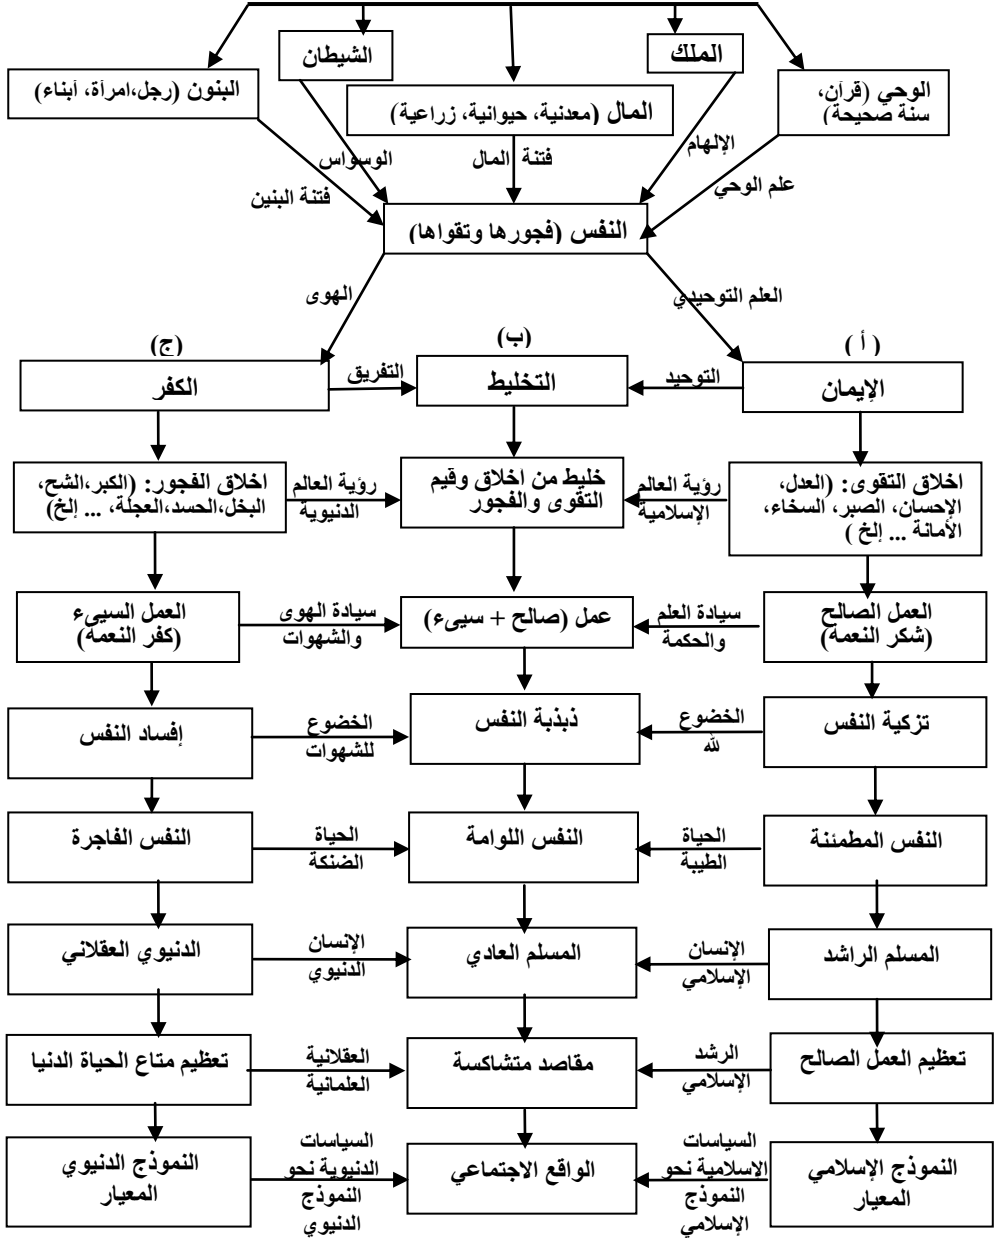 الشيطان
الملك
البنون (رجل،امرأة، أبناء)
المال (معدنية، حيوانية، زراعية)
الوحي (قرآن،
سنة صحيحة)
الإلهام
الوسواس
فتنة المال
علم الوحي
فتنة البنين
النفس (فجورها وتقواها)
العلم التوحيدي
الهوى
( أ )
(ب)
(ج)
الإيمان
التوحيد
التخليط
التفريق
الكفر
اخلاق التقوى: (العدل،
الإحسان، الصبر، السخاء،
الأمانة ... إلخ )
رؤية العالم
الإسلامية
خليط من اخلاق وقيم
التقوى والفجور
رؤية العالم
الدنيوية
اخلاق الفجور: (الكبر،الشح،
البخل،الحسد،العجلة، ... إلخ)
العمل الصالح
(شكر النعمة)
سيادة العلم
والحكمة
عمل (صالح + سييء)
سيادة الهوى
والشهوات
العمل السييء
(كفر النعمة)
تزكية النفس
الخضوع
لله
ذبذبة النفس
الخضوع
للشهوات
إفساد النفس
النفس المطمئنة
الحياة
الطيبة
النفس اللوامة
الحياة
الضنكة
النفس الفاجرة
المسلم الراشد
الإنسان
الإسلامي
المسلم العادي
الإنسان
الدنيوي
الدنيوي العقلاني
تعظيم العمل الصالح
الرشد
الإسلامي
مقاصد متشاكسة
العقلانية
العلمانية
تعظيم متاع الحياة الدنيا
النموذج الإسلامي
المعيار
السياسات
الإسلامية نحو
النموذج
الإسلامي
الواقع الاجتماعي
السياسات
الدنيوية نحو
النموذج
الدنيوي
النموذج الدنيوي
المعيار